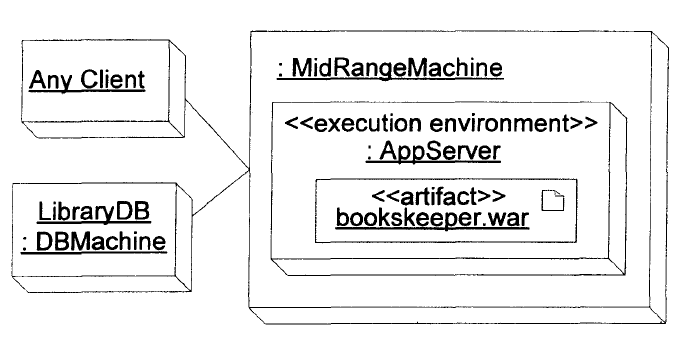 Any Client
LibraryDB
: DBMachine
: MidRangeMachine
<<execution environment>>
: AppServer
<<artifact>>
bookskeeper.war